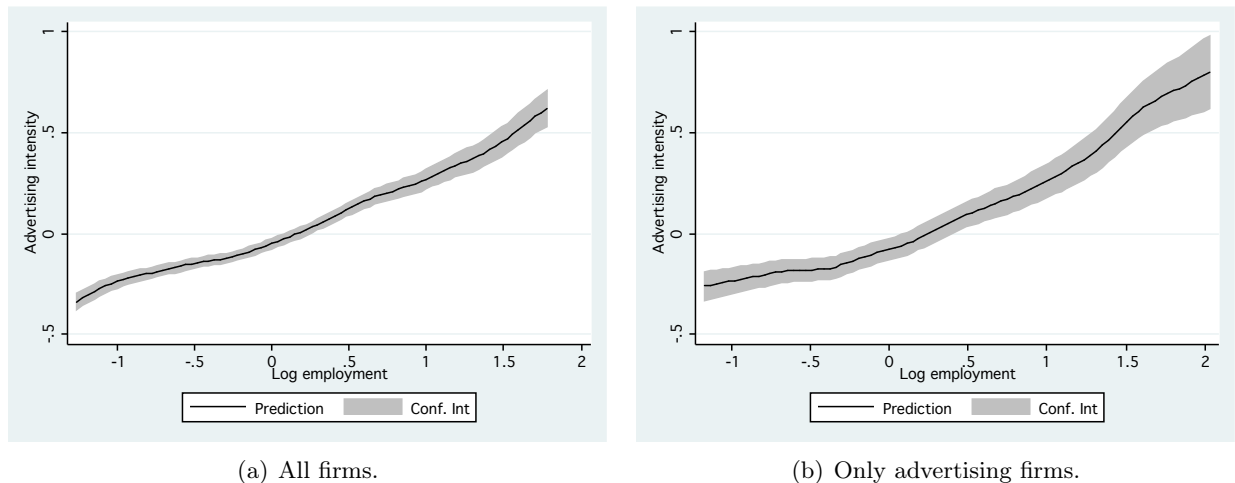 Advertising intensity
1
.5
0
-.5
-1
-.5
0
.5
1
1.5
2
Log employment
Prediction
Conf. Int
(a) All firms.
Advertising intensity
1
.5
0
-.5
-1
-.5
0
.5
1
1.5
2
Log employment
Prediction
Conf. Int
(b) Only advertising firms.